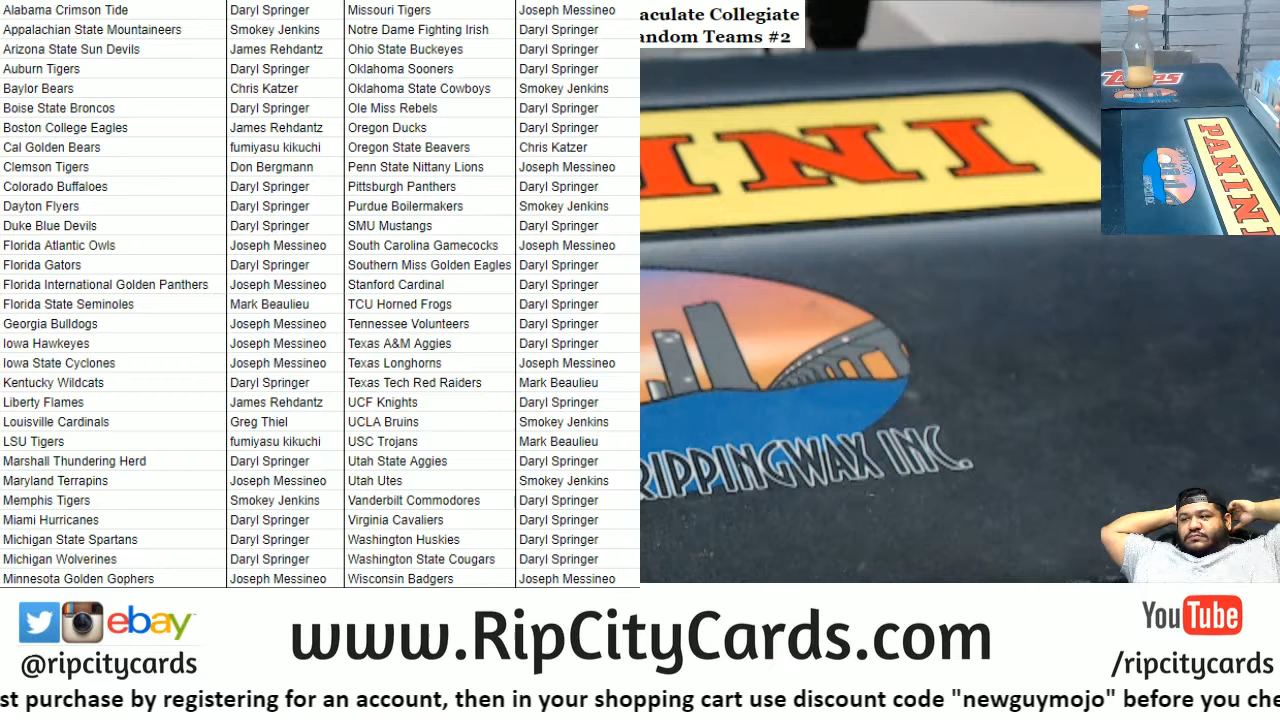 Alabama Crimson Tide Daryl Springer Missouri Tigers Joseph Messineo
Appalachian State Mountaineers Smokey Jenkins Notre Dame Fighting Irish Daryl Springer
Arizona State Sun Devils James Rehdantz Ohio State Buckeyes Daryl Springer
Auburn Tigers Daryl Springer Oklahoma Sooners Daryl Springer
Baylor Bears Chris Katzer Oklahoma State Cowboys Smokey Jenkins
Boise State Broncos Daryl Springer Ole Miss Rebels Daryl Springer
Boston College Eagles James Rehdantz Oregon Ducks Daryl Springer
Cal Golden Bears fumiyasu kikuchi Oregon State Beavers Chris Katzer
Clemson Tigers Don Bergmann Penn State Nittany Lions Joseph Messineo
Colorado Buffaloes Daryl Springer Pittsburgh Panthers Daryl Springer
Dayton Flyers Daryl Springer Purdue Boilermakers Smokey Jenkins
Duke Blue Devils Daryl Springer SMU Mustangs Daryl Springer
Florida Atlantic Owls Joseph Messineo South Carolina Gamecocks Joseph Messineo
Florida Gators Daryl Springer Southern Miss Golden Eagles Daryl Springer
Florida International Golden Panthers Joseph Messineo Stanford Cardinal Daryl Springer
Florida State Seminoles Mark Beaulieu TCU Horned Frogs Daryl Springer
Georgia Bulldogs Joseph Messineo Tennessee Volunteers Daryl Springer
Iowa Hawkeyes Joseph Messineo Texas A&M Aggies Daryl Springer
Iowa State Cyclones Joseph Messineo Texas Longhorns Joseph Messineo
Kentucky Wildcats Daryl Springer Texas Tech Red Raiders Mark Beaulieu
Liberty Flames James Rehdantz UCF Knights Daryl Springer
Louisville Cardinals Greg Thiel UCLA Bruins Smokey Jenkins
LSU Tigers fumiyasu kikuchi USC Trojans Mark Beaulieu
Marshall Thundering Herd Daryl Springer Utah State Aggies Daryl Springer
Maryland Terrapins Joseph Messineo Utah Utes Smokey Jenkins
Memphis Tigers Smokey Jenkins Vanderbilt Commodores Daryl Springer
Miami Hurricanes Daryl Springer Virginia Cavaliers Daryl Springer
Michigan State Spartans Daryl Springer Washington Huskies Daryl Springer
Michigan Wolverines Daryl Springer Washington State Cougars Daryl Springer
Minnesota Golden Gophers Joseph Messineo Wisconsin Badgers Joseph Messineo
aculate Collegiate
andom Teams #2
INI
RIPPINGWAX INC.
Topps
PANINI
ebay
@ripcitycards
www.RipCityCards.com
YouTube
/ripcitycards
st purchase by registering for an account, then in your shopping cart use discount code "newguymojo" before you che